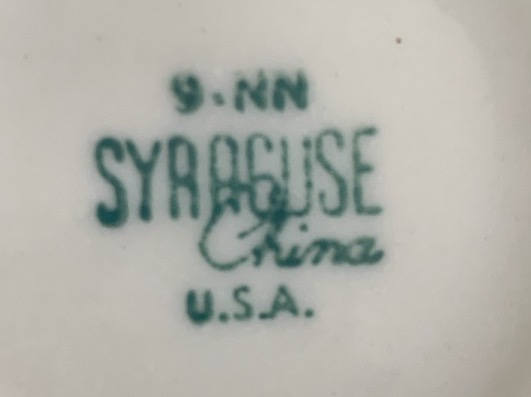 9-NN
SYRACUSE
China
U.S.A.